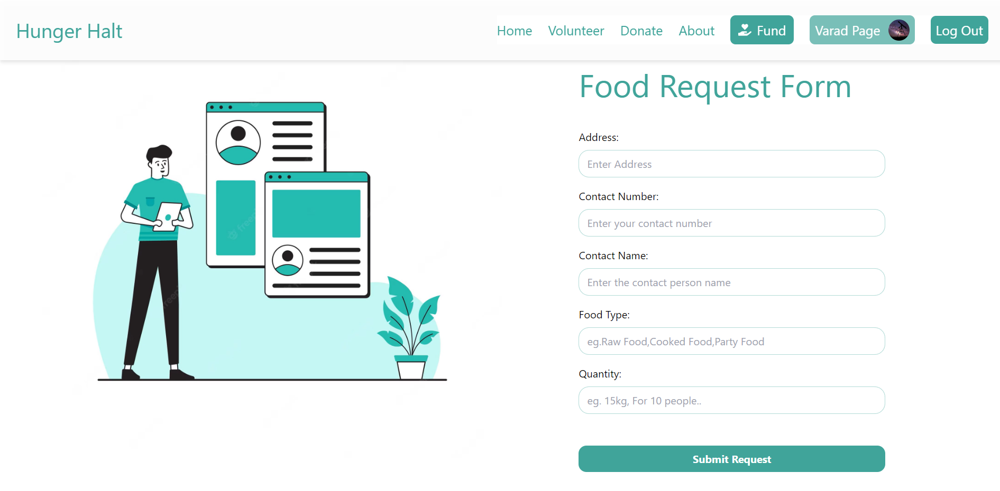 Hunger Halt
Home Volunteer Donate About Fund Varad Page Log Out
Food Request Form
Address:
Enter Address
Contact Number:
Enter your contact number
Contact Name:
Enter the contact person name
Food Type:
eg.Raw Food,Cooked Food,Party Food
Quantity:
eg. 15kg, For 10 people..
Submit Request